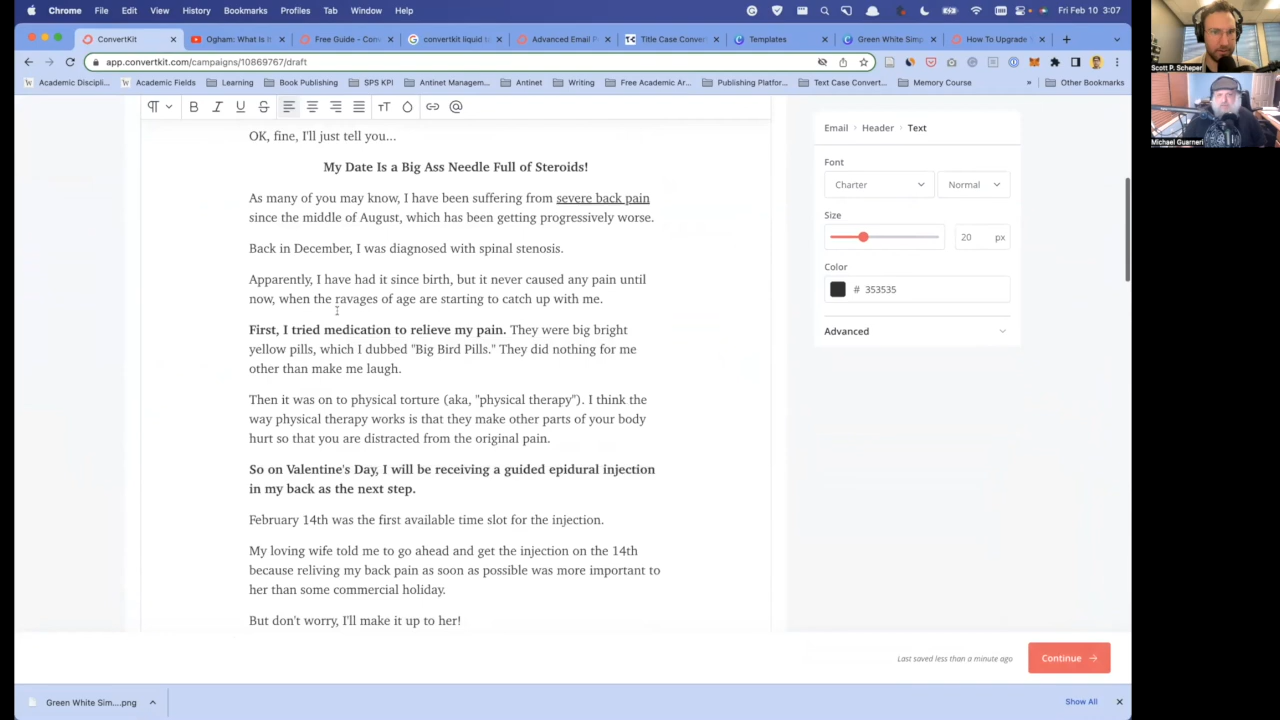 Chrome File Edit View History Bookmarks Profiles Tab Window Help Fri Feb 10 3:07
ConvertKit Ogham: What Is It Free Guide - Conv convertkit liquid t Advanced Email P Title Case Convert Templates Green White Simp How To Upgrade Y
app.convertkit.com/campaigns/10869767/draft
Academic Discipli... Academic Fields Learning Book Publishing SPS KPI Antinet Managem... Writing Free Academic Ar... Publishing Platfor... Text Case Convert... Memory Course Other Bookmarks
OK, fine, I'll just tell you...
My Date Is a Big Ass Needle Full of Steroids!
As many of you may know, I have been suffering from severe back pain
since the middle of August, which has been getting progressively worse.
Back in December, I was diagnosed with spinal stenosis.
Apparently, I have had it since birth, but it never caused any pain until
now, when the ravages of age are starting to catch up with me.
First, I tried medication to relieve my pain. They were big bright
yellow pills, which I dubbed "Big Bird Pills." They did nothing for me
other than make me laugh.
Then it was on to physical torture (aka, "physical therapy"). I think the
way physical therapy works is that they make other parts of your body
hurt so that you are distracted from the original pain.
So on Valentine's Day, I will be receiving a guided epidural injection
in my back as the next step.
February 14th was the first available time slot for the injection.
My loving wife told me to go ahead and get the injection on the 14th
because reliving my back pain as soon as possible was more important to
her than some commercial holiday.
But don't worry, I'll make it up to her!
Email Header Text
Font
Charter Normal
Size
20 px
Color
# 353535
Advanced
Last saved less than a minute ago
Continue
Green White Sim....png
Show All
Scott P. Scheper
Michael Guarneri